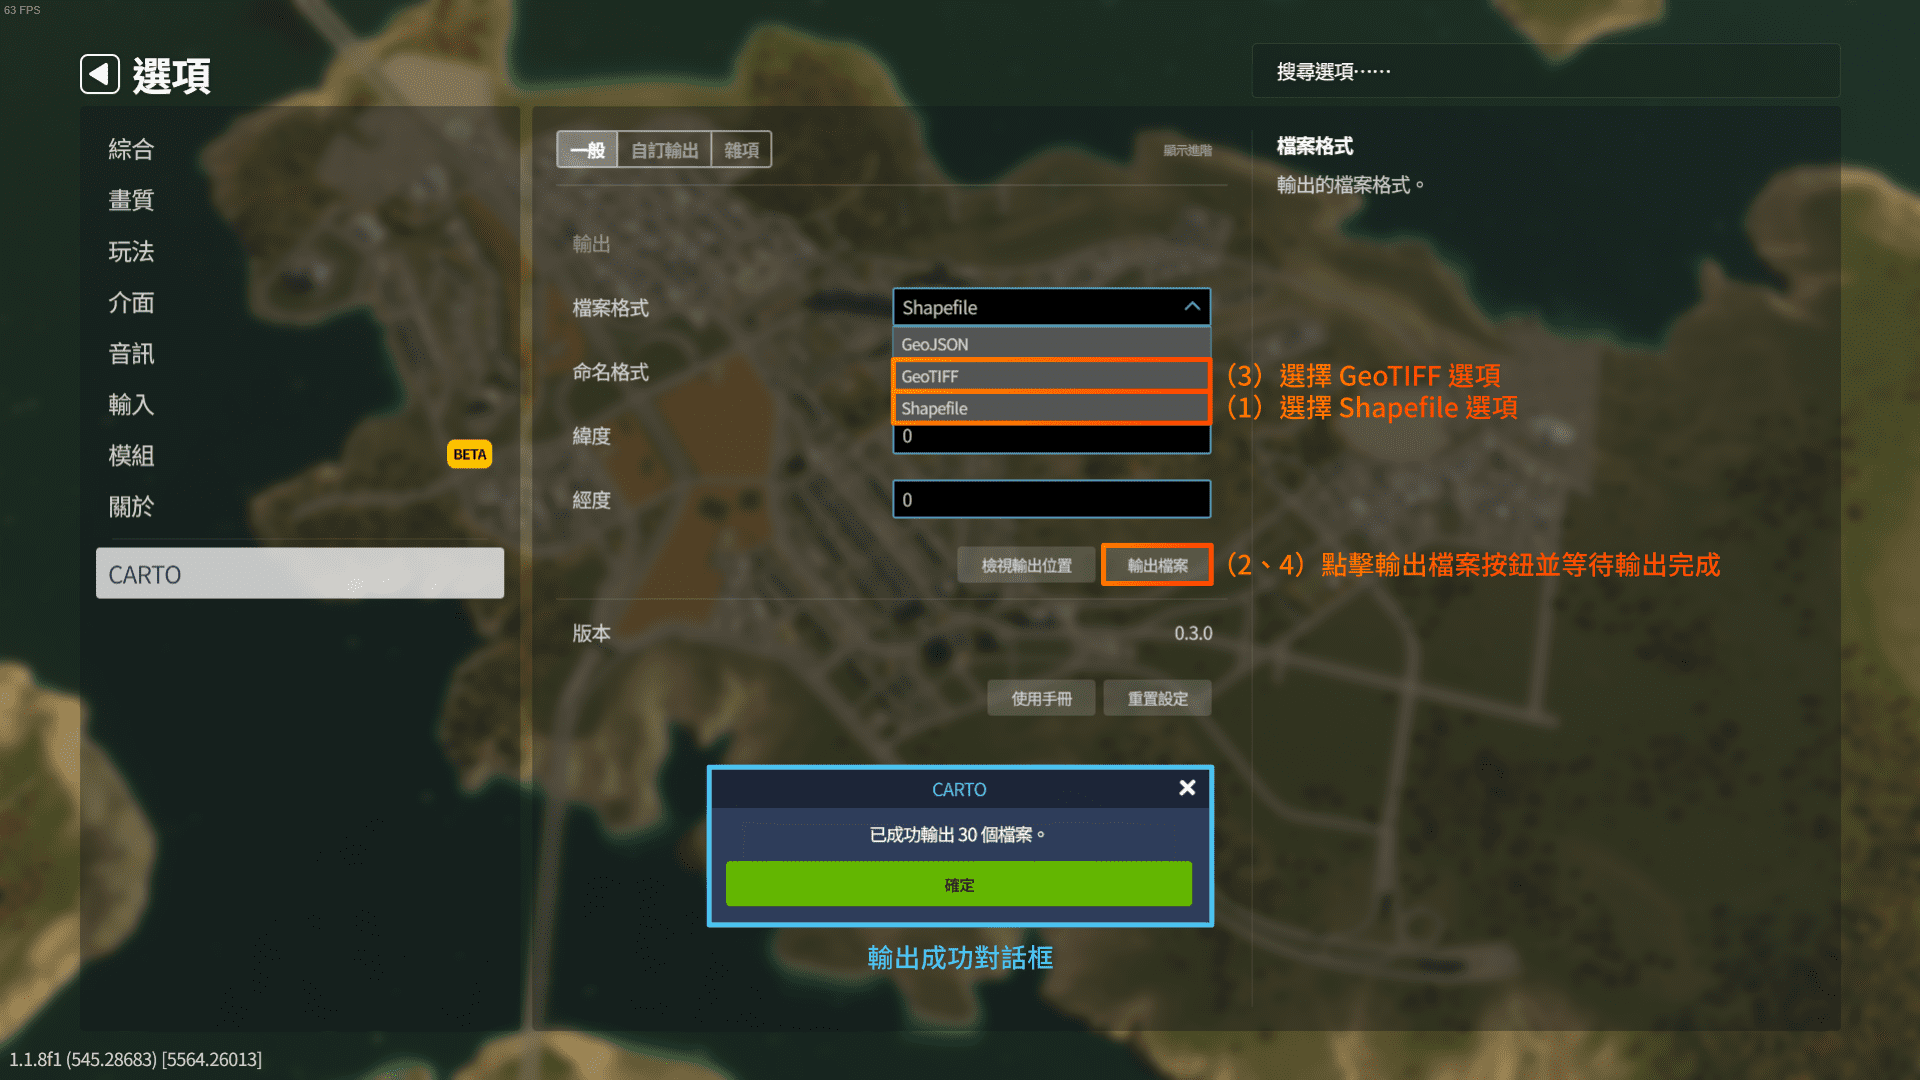 63 FPS
選項
搜尋選項……
綜合
畫質
玩法
介面
音訊
輸入
模組
BETA
關於
CARTO
一般
自訂輸出
雜項
顯示進階
輸出
檔案格式
Shapefile
GeoJSON
GeoTIFF
Shapefile
命名格式
緯度
0
經度
0
檢視輸出位置
輸出檔案
版本
0.3.0
使用手冊
重置設定
檔案格式
輸出的檔案格式。
（3）選擇 GeoTIFF 選項
（1）選擇 Shapefile 選項
（2、4）點擊輸出檔案按鈕並等待輸出完成
CARTO
已成功輸出 30 個檔案。
確定
輸出成功對話框
1.1.8f1 (545.28683) [5564.26013]